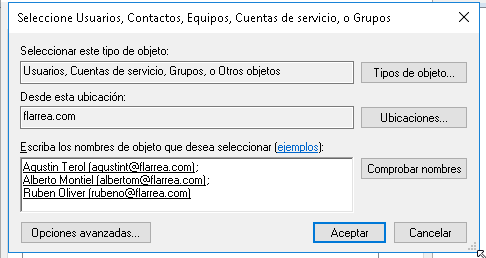 Seleccione Usuarios, Contactos, Equipos, Cuentas de servicio, o Grupos
Seleccionar este tipo de objeto:
Usuarios, Cuentas de servicio, Grupos, o Otros objetos
Tipos de objeto...
Desde esta ubicación:
flarrea.com
Ubicaciones...
Escriba los nombres de objeto que desea seleccionar (ejemplos):
Agustin Terol (agustint@flarrea.com);
Alberto Montiel (albertom@flarrea.com);
Ruben Oliver (rubeno@flarrea.com)
Comprobar nombres
Opciones avanzadas...
Aceptar
Cancelar